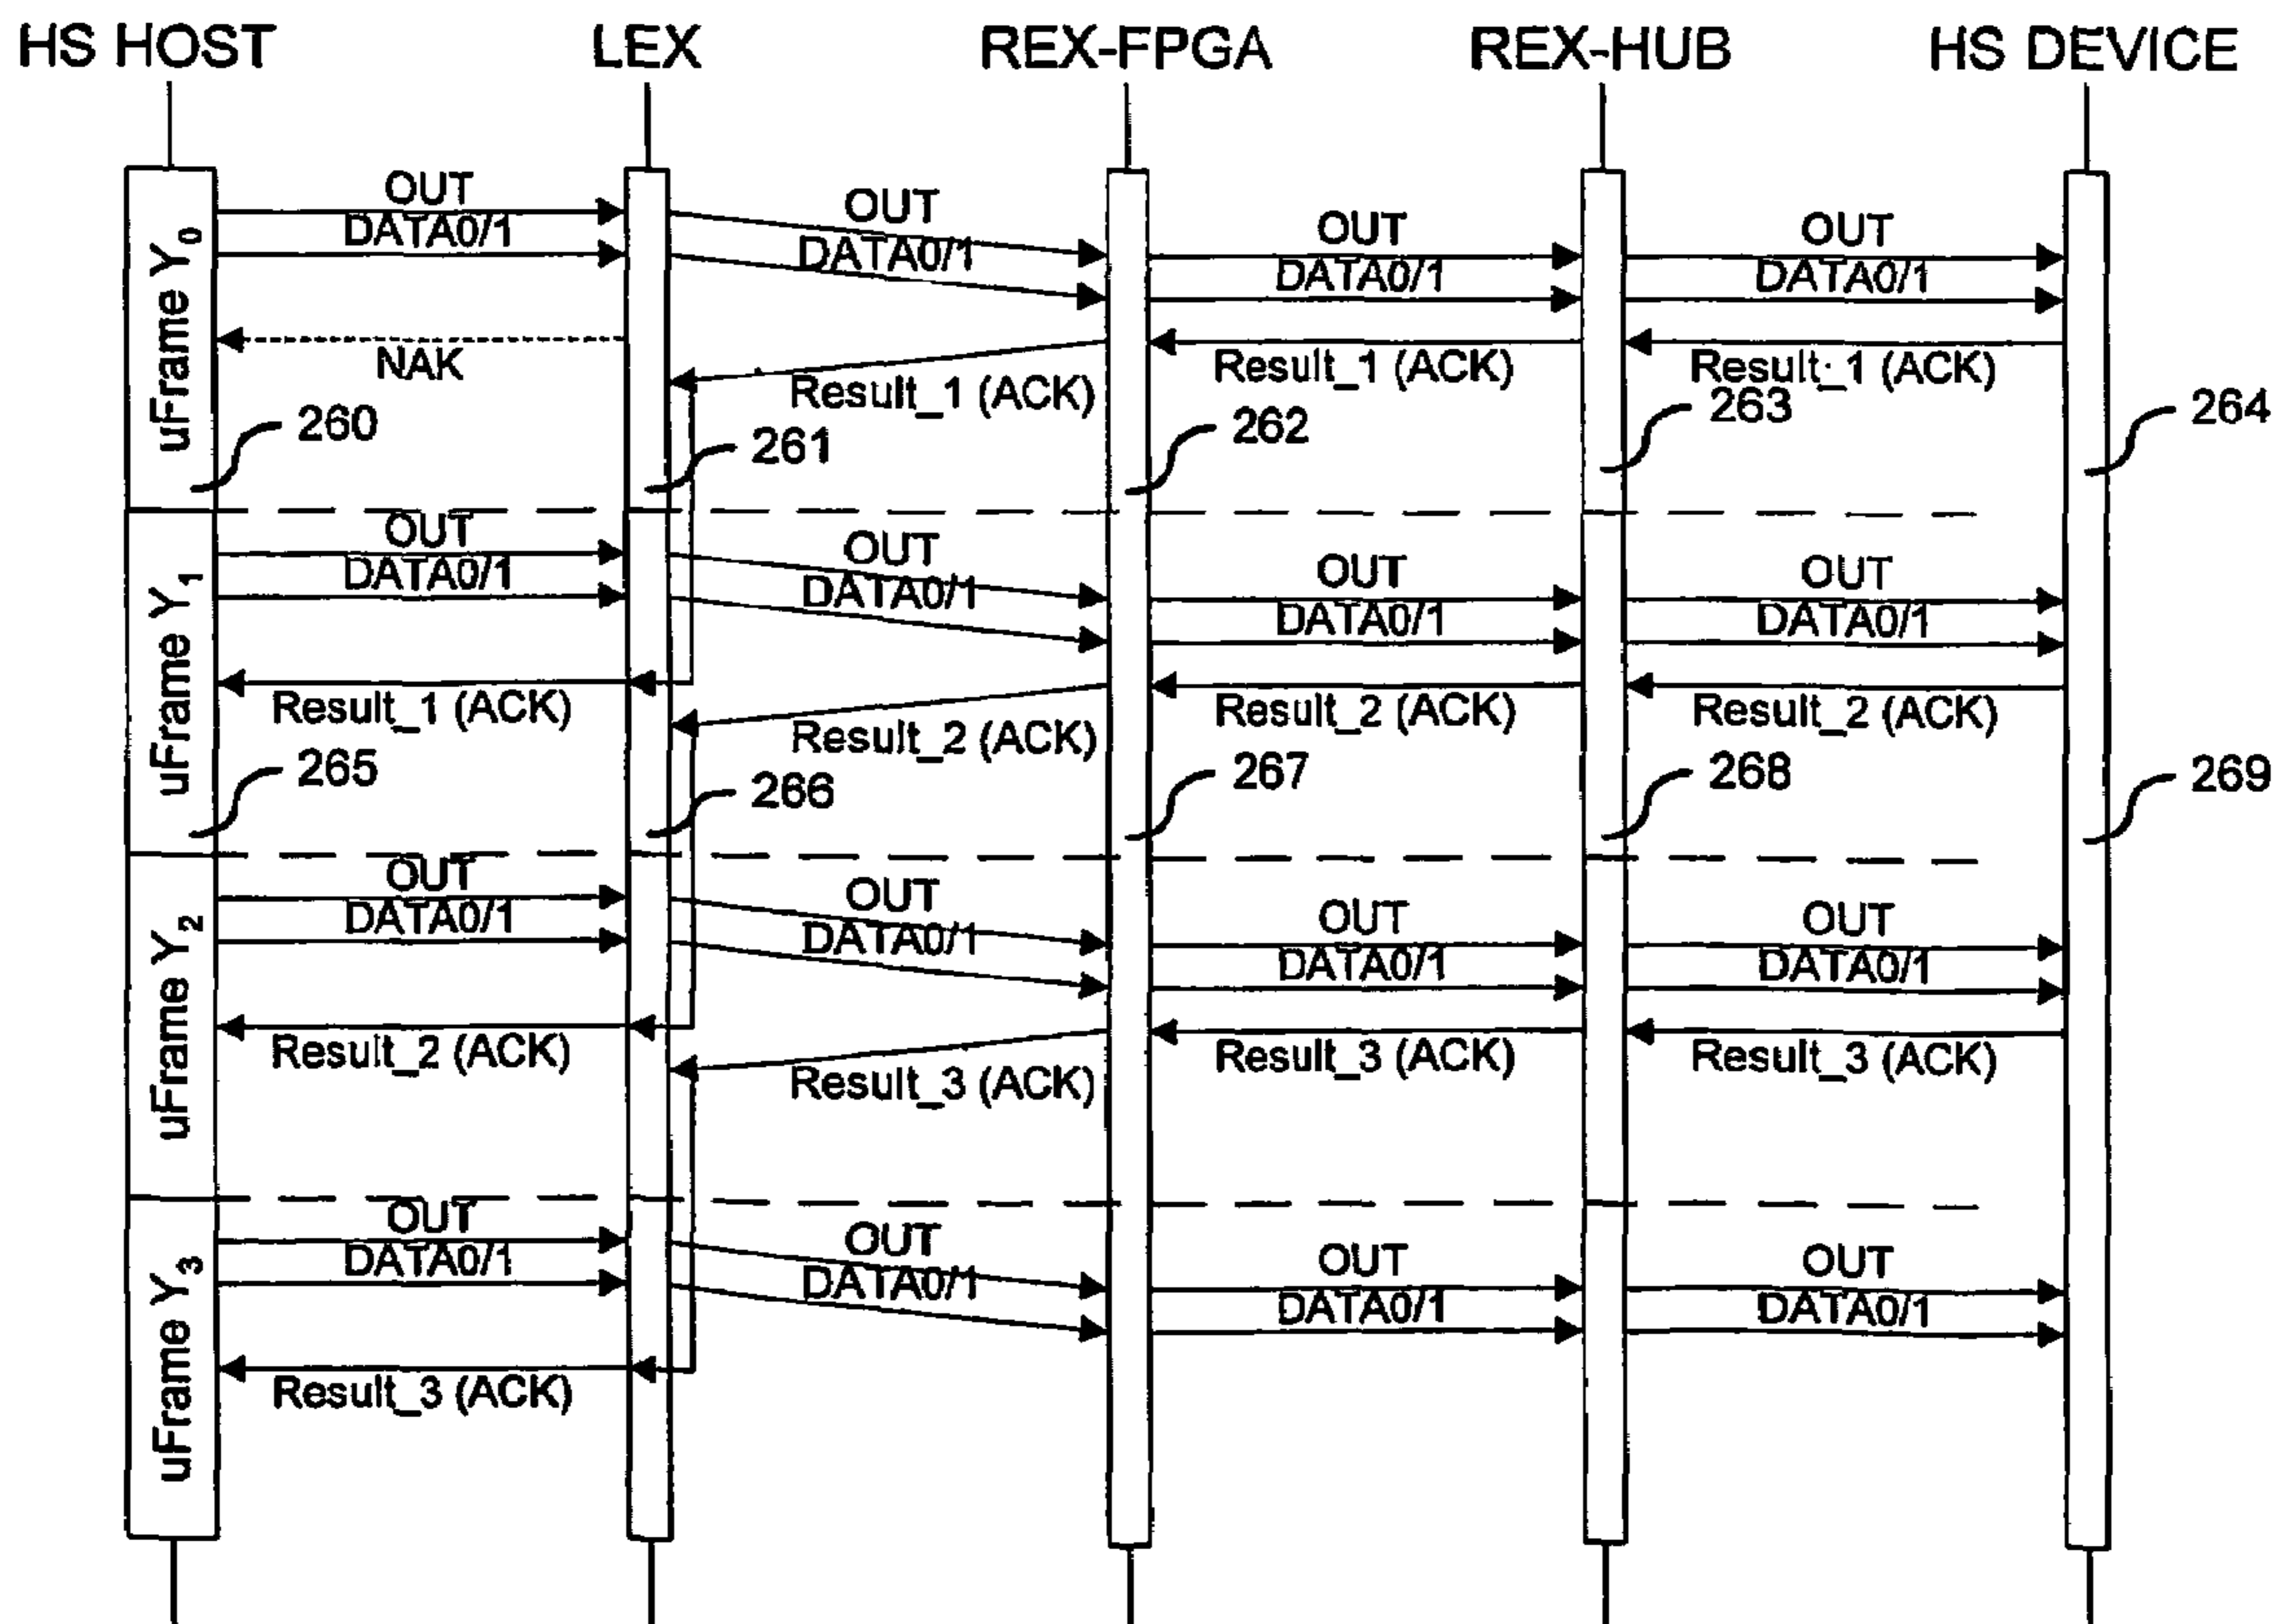 HS HOST LEX REX-FPGA REX-HUB HS DEVICE
uFrame Y0
OUT OUT OUT OUT
DATA0/1 DATA0/1 DATA0/1 DATA0/1
NAK Result_1 (ACK) Result_1 (ACK) Result_1 (ACK)
260 261 262 263 264
uFrame Y1
OUT OUT OUT OUT
DATA0/1 DATA0/1 DATA0/1 DATA0/1
Result_1 (ACK) Result_2 (ACK) Result_2 (ACK) Result_2 (ACK)
265 266 267 268 269
uFrame Y2
OUT OUT OUT OUT
DATA0/1 DATA0/1 DATA0/1 DATA0/1
Result_2 (ACK) Result_3 (ACK) Result_3 (ACK) Result_3 (ACK)
uFrame Y3
OUT OUT OUT OUT
DATA0/1 DATA0/1 DATA0/1 DATA0/1
Result_3 (ACK)